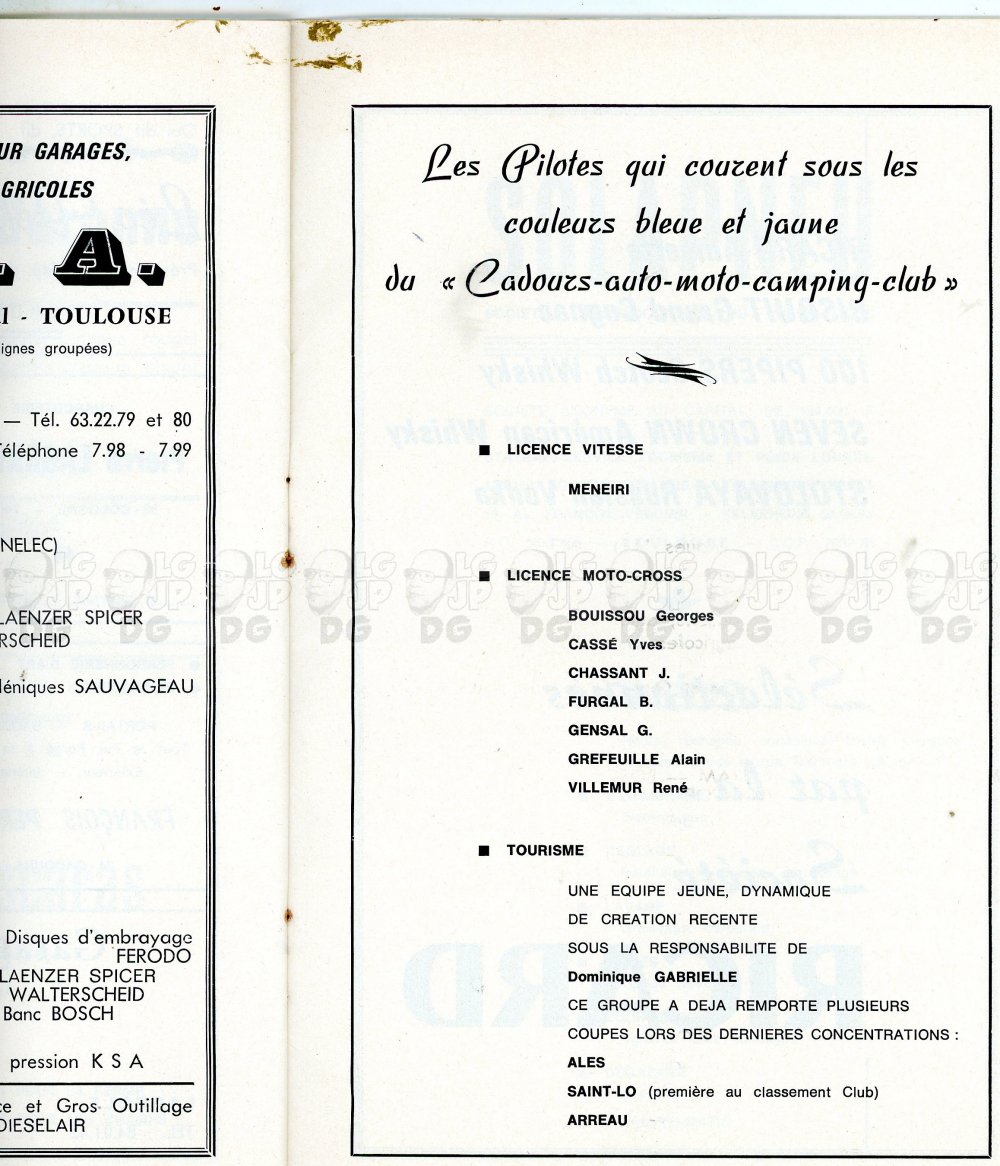 UR GARAGES,
GRICOLES
. A.
- TOULOUSE
ignes groupées)
— Tél. 63.22.79 et 80
éléphone 7.98 - 7.99
NELEC)
LAENZER SPICER
RSCHEID
éniques SAUVAGEAU
Disques d'embrayage
FERODO
LAENZER SPICER
WALTERSCHEID
Banc BOSCH
pression K S A
ce et Gros Outillage
DIESELAIR
Les Pilotes qui courent sous les
couleurs bleue et jaune
du « Cadours-auto-moto-camping-club »
■ LICENCE VITESSE
MENEIRI
■ LICENCE MOTO-CROSS
BOUISSOU Georges
CASSÉ Yves
CHASSANT J.
FURGAL B.
GENSAL G.
GREFEUILLE Alain
VILLEMUR René
■ TOURISME
UNE EQUIPE JEUNE, DYNAMIQUE
DE CREATION RECENTE
SOUS LA RESPONSABILITE DE
Dominique GABRIELLE
CE GROUPE A DEJA REMPORTE PLUSIEURS
COUPES LORS DES DERNIERES CONCENTRATIONS :
ALES
SAINT-LO (première au classement Club)
ARREAU